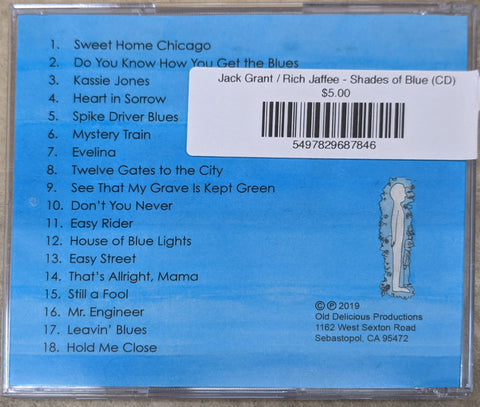 1. Sweet Home Chicago
2. Do You Know How You Get the Blues
3. Kassie Jones
4. Heart in Sorrow
5. Spike Driver Blues
6. Mystery Train
7. Evelina
8. Twelve Gates to the City
9. See That My Grave Is Kept Green
10. Don't You Never
11. Easy Rider
12. House of Blue Lights
13. Easy Street
14. That's Allright, Mama
15. Still a Fool
16. Mr. Engineer
17. Leavin' Blues
18. Hold Me Close
Jack Grant / Rich Jaffee - Shades of Blue (CD)
$5.00
5497829687846
© ℗ 2019
Old Delicious Productions
1162 West Sexton Road
Sebastopol, CA 95472